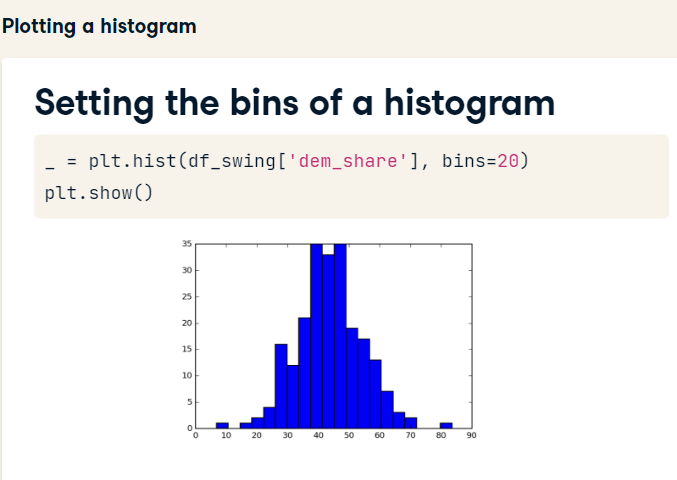 Plotting a histogram
Setting the bins of a histogram
_ = plt.hist(df_swing['dem_share'], bins=20)
plt.show()
35
30
25
20
15
10
5
0
0 10 20 30 40 50 60 70 80 90